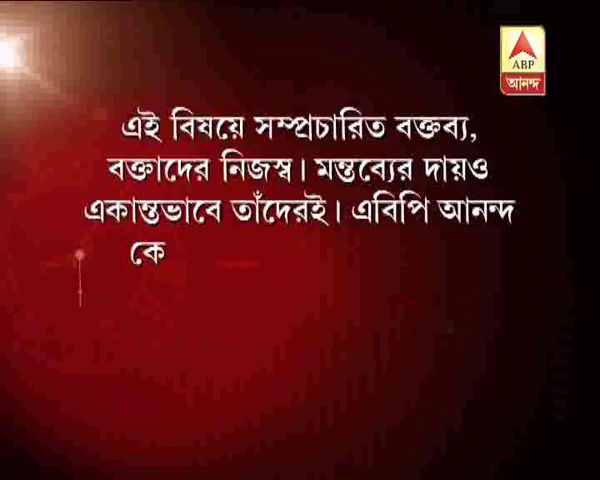 ABP
আনন্দ
এই বিষয়ে সম্প্রচারিত বক্তব্য,
বক্তাদের নিজস্ব। মন্তব্যের দায়ও
একান্তভাবে তাঁদেরই। এবিপি আনন্দ
কে